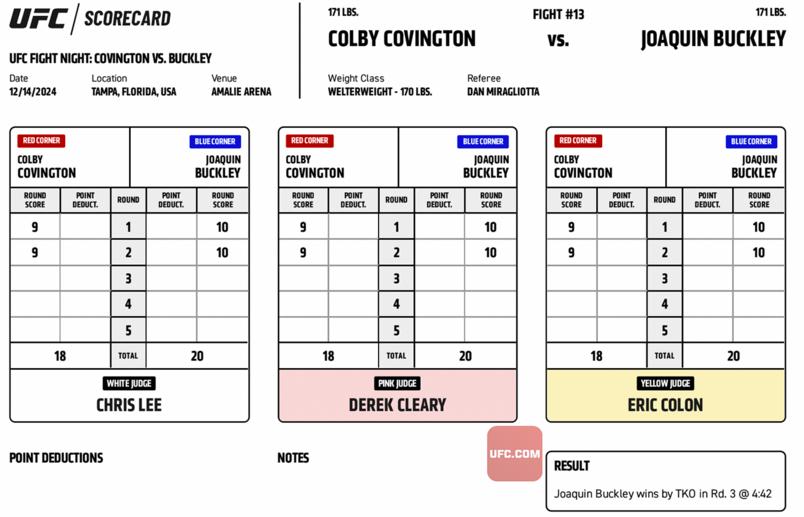 UFC / SCORECARD
UFC FIGHT NIGHT: COVINGTON VS. BUCKLEY
Date Location Venue
12/14/2024 TAMPA, FLORIDA, USA AMALIE ARENA
171 LBS. FIGHT #13 171 LBS.
COLBY COVINGTON VS. JOAQUIN BUCKLEY
Weight Class Referee
WELTERWEIGHT - 170 LBS. DAN MIRAGLIOTTA
RED CORNER BLUE CORNER
COLBY JOAQUIN
COVINGTON BUCKLEY
ROUND POINT ROUND POINT ROUND
SCORE DEDUCT. DEDUCT. SCORE
9 1 10
9 2 10
3
4
5
18 TOTAL 20
WHITE JUDGE
CHRIS LEE
RED CORNER BLUE CORNER
COLBY JOAQUIN
COVINGTON BUCKLEY
ROUND POINT ROUND POINT ROUND
SCORE DEDUCT. DEDUCT. SCORE
9 1 10
9 2 10
3
4
5
18 TOTAL 20
PINK JUDGE
DEREK CLEARY
RED CORNER BLUE CORNER
COLBY JOAQUIN
COVINGTON BUCKLEY
ROUND POINT ROUND POINT ROUND
SCORE DEDUCT. DEDUCT. SCORE
9 1 10
9 2 10
3
4
5
18 TOTAL 20
YELLOW JUDGE
ERIC COLON
POINT DEDUCTIONS
NOTES
UFC.COM
RESULT
Joaquin Buckley wins by TKO in Rd. 3 @ 4:42